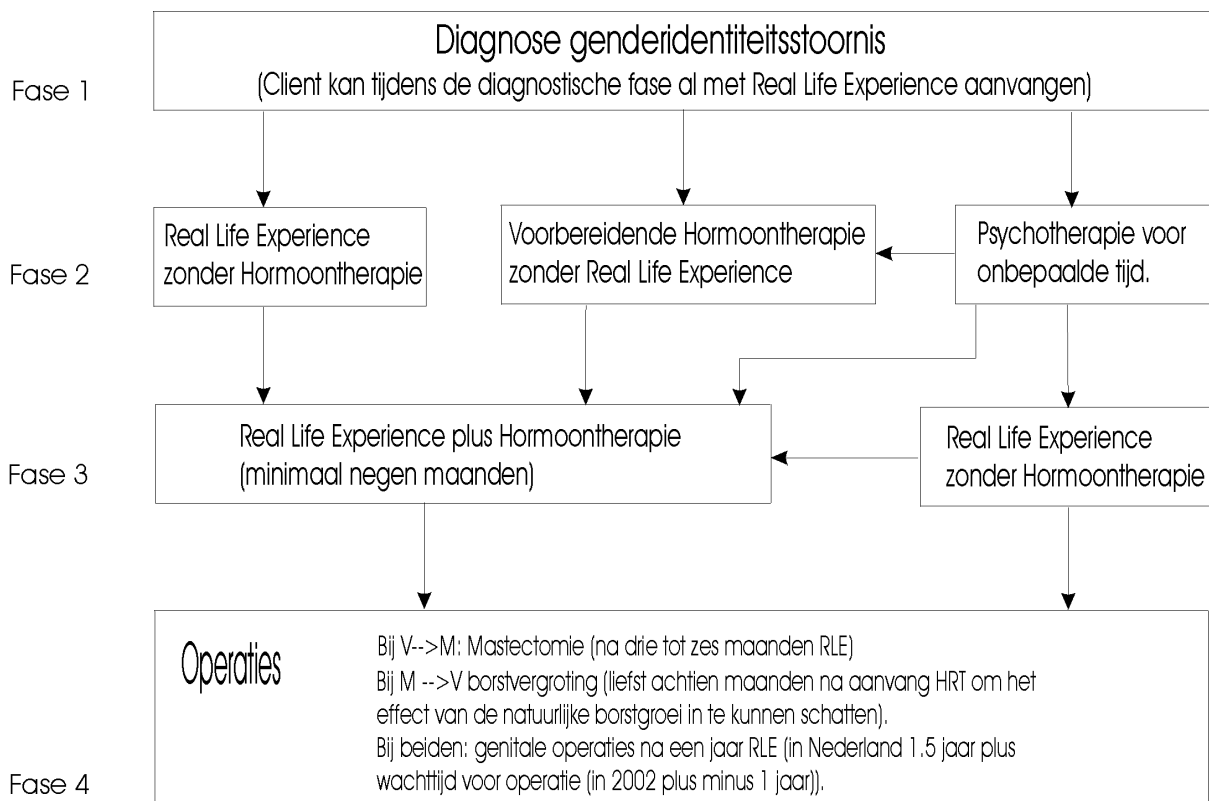 Diagnose genderidentiteitsstoornis
Fase 1
(Client kan tijdens de diagnostische fase al met Real Life Experience aanvangen)
Fase 2
Real Life Experience
zonder Hormoontherapie
Voorbereidende Hormoontherapie
zonder Real Life Experience
Psychotherapie voor
onbepaalde tijd.
Fase 3
Real Life Experience plus Hormoontherapie
(minimaal negen maanden)
Real Life Experience
zonder Hormoontherapie
Operaties
Bij V-->M: Mastectomie (na drie tot zes maanden RLE)
Bij M -->V borstvergroting (liefst achtien maanden na aanvang HRT om het
effect van de natuurlijke borstgroei in te kunnen schatten).
Bij beiden: genitale operaties na een jaar RLE (in Nederland 1.5 jaar plus
wachttijd voor operatie (in 2002 plus minus 1 jaar)).
Fase 4